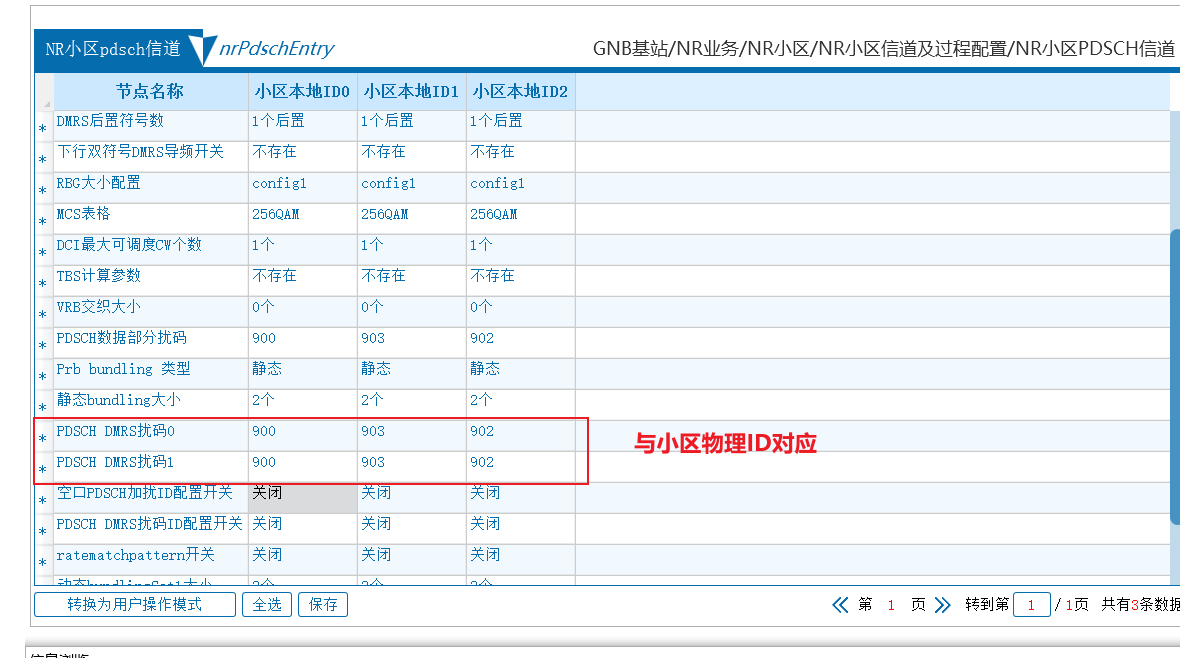 NR小区pdsch信道 nrPdschEntry GNB基站/NR业务/NR小区/NR小区信道及过程配置/NR小区PDSCH信道
节点名称 小区本地ID0 小区本地ID1 小区本地ID2
* DMRS后置符号数 1个后置 1个后置 1个后置
* 下行双符号DMRS导频开关 不存在 不存在 不存在
* RBG大小配置 config1 config1 config1
* MCS表格 256QAM 256QAM 256QAM
* DCI最大可调度CW个数 1个 1个 1个
* TBS计算参数 不存在 不存在 不存在
* VRB交织大小 0个 0个 0个
* PDSCH数据部分扰码 900 903 902
* Prb bundling 类型 静态 静态 静态
* 静态bundling大小 2个 2个 2个
* PDSCH DMRS扰码0 900 903 902
与小区物理ID对应
* PDSCH DMRS扰码1 900 903 902
* 空口PDSCH加扰ID配置开关 关闭 关闭 关闭
* PDSCH DMRS扰码ID配置开关 关闭 关闭 关闭
* ratematchpattern开关 关闭 关闭 关闭
动态bundlingSet1大小 2个 2个 2个
转换为用户操作模式 全选 保存 第 1 页 转到第 1 / 1页 共有3条数据
信息浏览